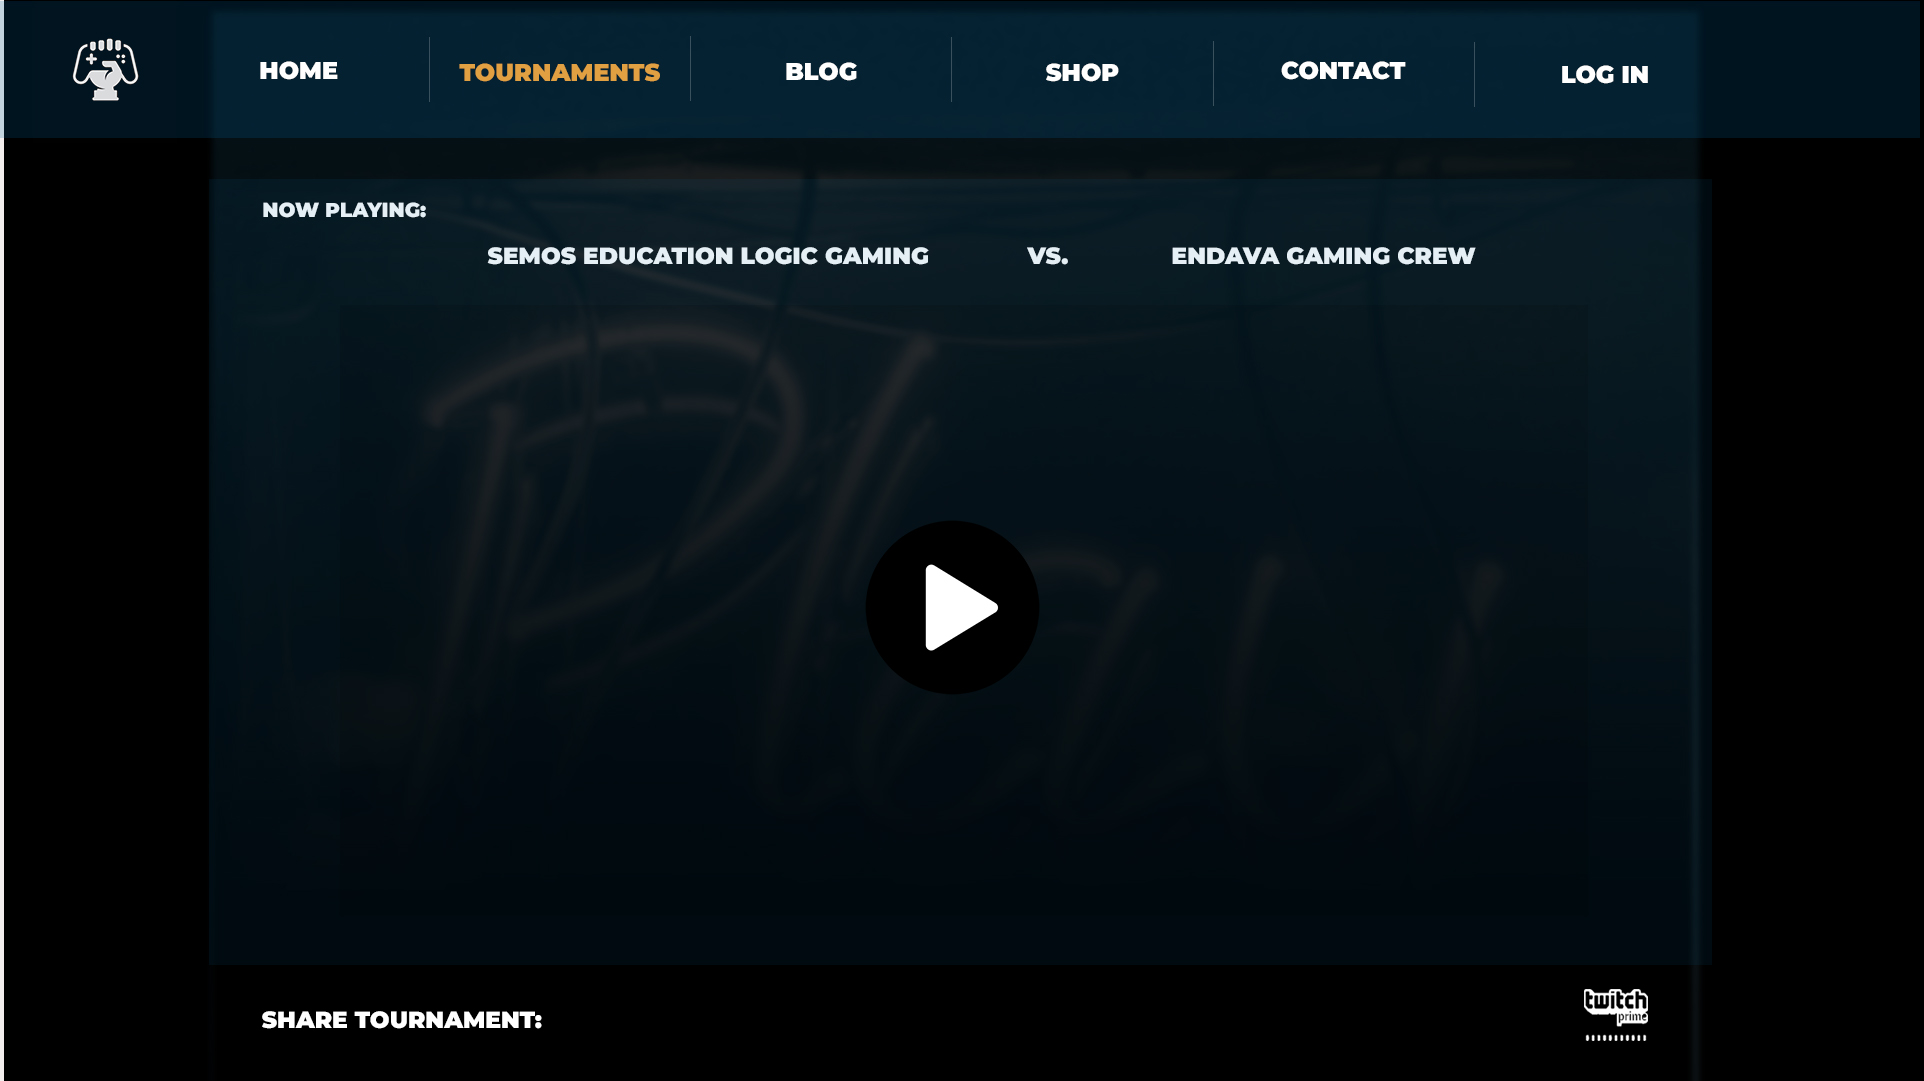 HOME
TOURNAMENTS
BLOG
SHOP
CONTACT
LOG IN
NOW PLAYING:
SEMOS EDUCATION LOGIC GAMING VS. ENDAVA GAMING CREW
Play
SHARE TOURNAMENT:
twitch
prime